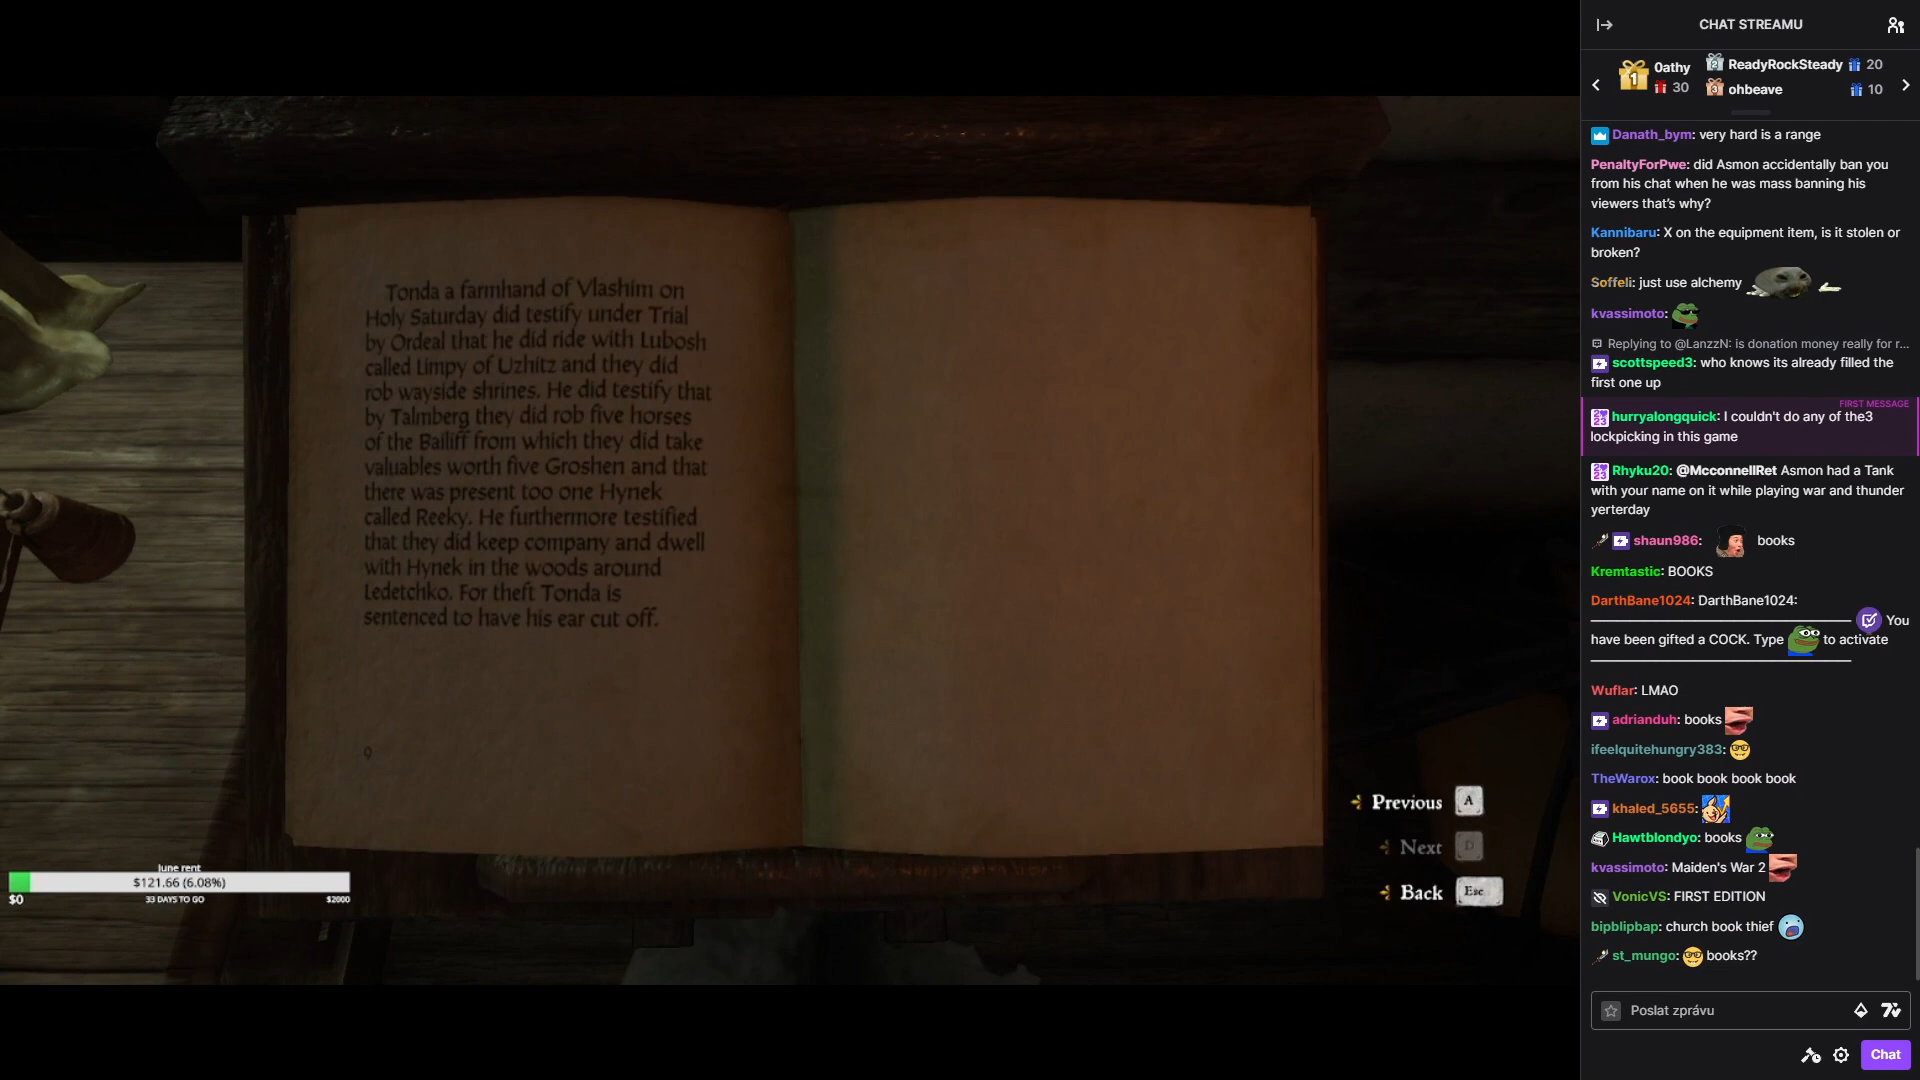 Tonda a farmhand of Vlashim on
Holy Saturday did testify under Trial
by Ordeal that he did ride with Lubosh
called Limpy of Uzhitz and they did
rob wayside shrines. He did testify that
by Talmberg they did rob five horses
of the Bailiff from which they did take
valuables worth five Groshen and that
there was present too one Hynek
called Reeky. He furthermore testified
that they did keep company and dwell
with Hynek in the woods around
Ledetchko. For theft Tonda is
sentenced to have his ear cut off.
Previous A
Next D
Back Esc
June rent
$121.66 (6.08%)
$0 33 DAYS TO GO $2000
CHAT STREAMU
1 0athy 30
2 ReadyRockSteady 20
3 ohbeave 10
Danath_bym: very hard is a range
PenaltyForPwe: did Asmon accidentally ban you
from his chat when he was mass banning his
viewers that's why?
Kannibaru: X on the equipment item, is it stolen or
broken?
Soffeli: just use alchemy
kvassimoto:
Replying to @LanzzN: is donation money really for r...
scottspeed3: who knows its already filled the
first one up
FIRST MESSAGE
hurryalongquick: I couldn't do any of the3
lockpicking in this game
Rhyku20: @McconnellRet Asmon had a Tank
with your name on it while playing war and thunder
yerterday
shaun986: books
Kremtastic: BOOKS
DarthBane1024: DarthBane1024:
You
have been gifted a COCK. Type to activate
Wuflar: LMAO
adrianduh: books
ifeelquitehungry383:
TheWarox: book book book book
khaled_5655:
Hawtblondyo: books
kvassimoto: Maiden's War 2
VonicVS: FIRST EDITION
bipblipbap: church book thief
st_mungo: books??
Poslat zprávu
Chat